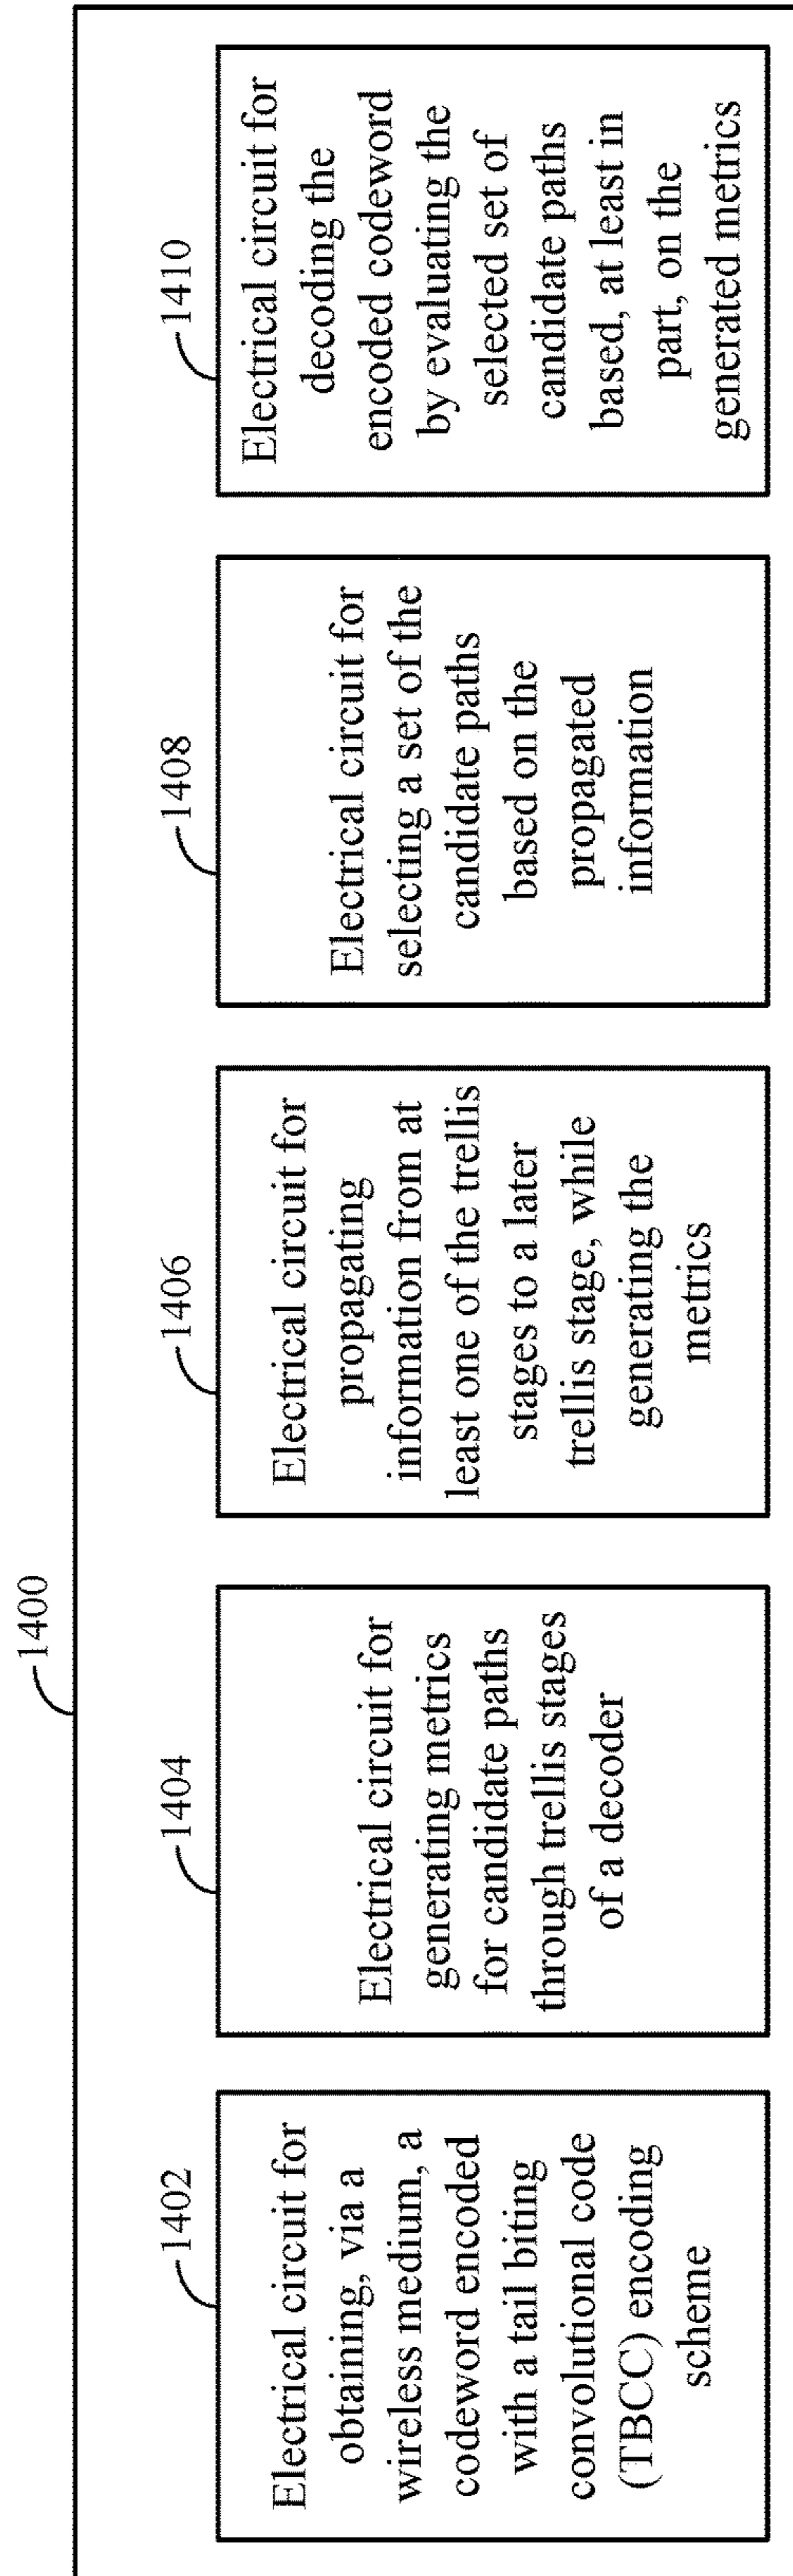 1400
1402
Electrical circuit for
obtaining, via a
wireless medium, a
codeword encoded
with a tail biting
convolutional code
(TBCC) encoding
scheme
1404
Electrical circuit for
generating metrics
for candidate paths
through trellis stages
of a decoder
1406
Electrical circuit for
propagating
information from at
least one of the trellis
stages to a later
trellis stage, while
generating the
metrics
1408
Electrical circuit for
selecting a set of the
candidate paths
based on the
propagated
information
1410
Electrical circuit for
decoding the
encoded codeword
by evaluating the
selected set of
candidate paths
based, at least in
part, on the
generated metrics